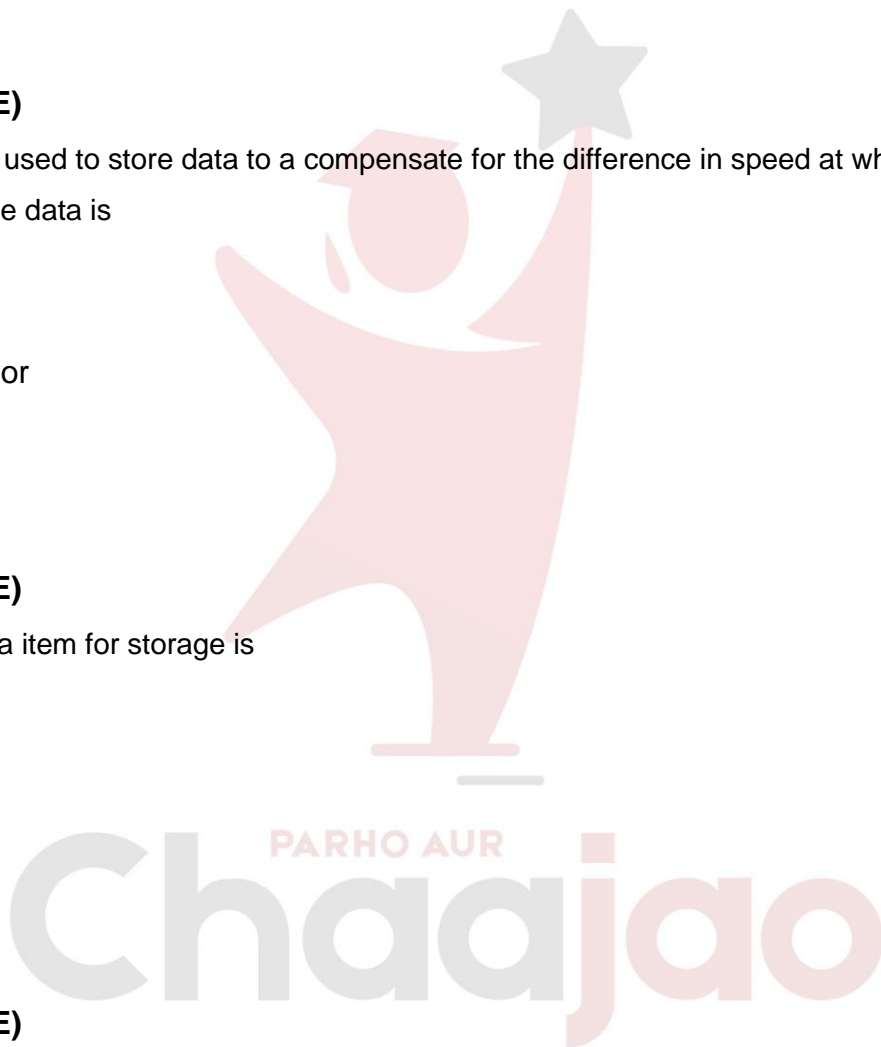 E)
used to store data to a compensate for the difference in speed at
e data is
or
E)
a item for storage is
PARHO AUR
Chaajao
E)